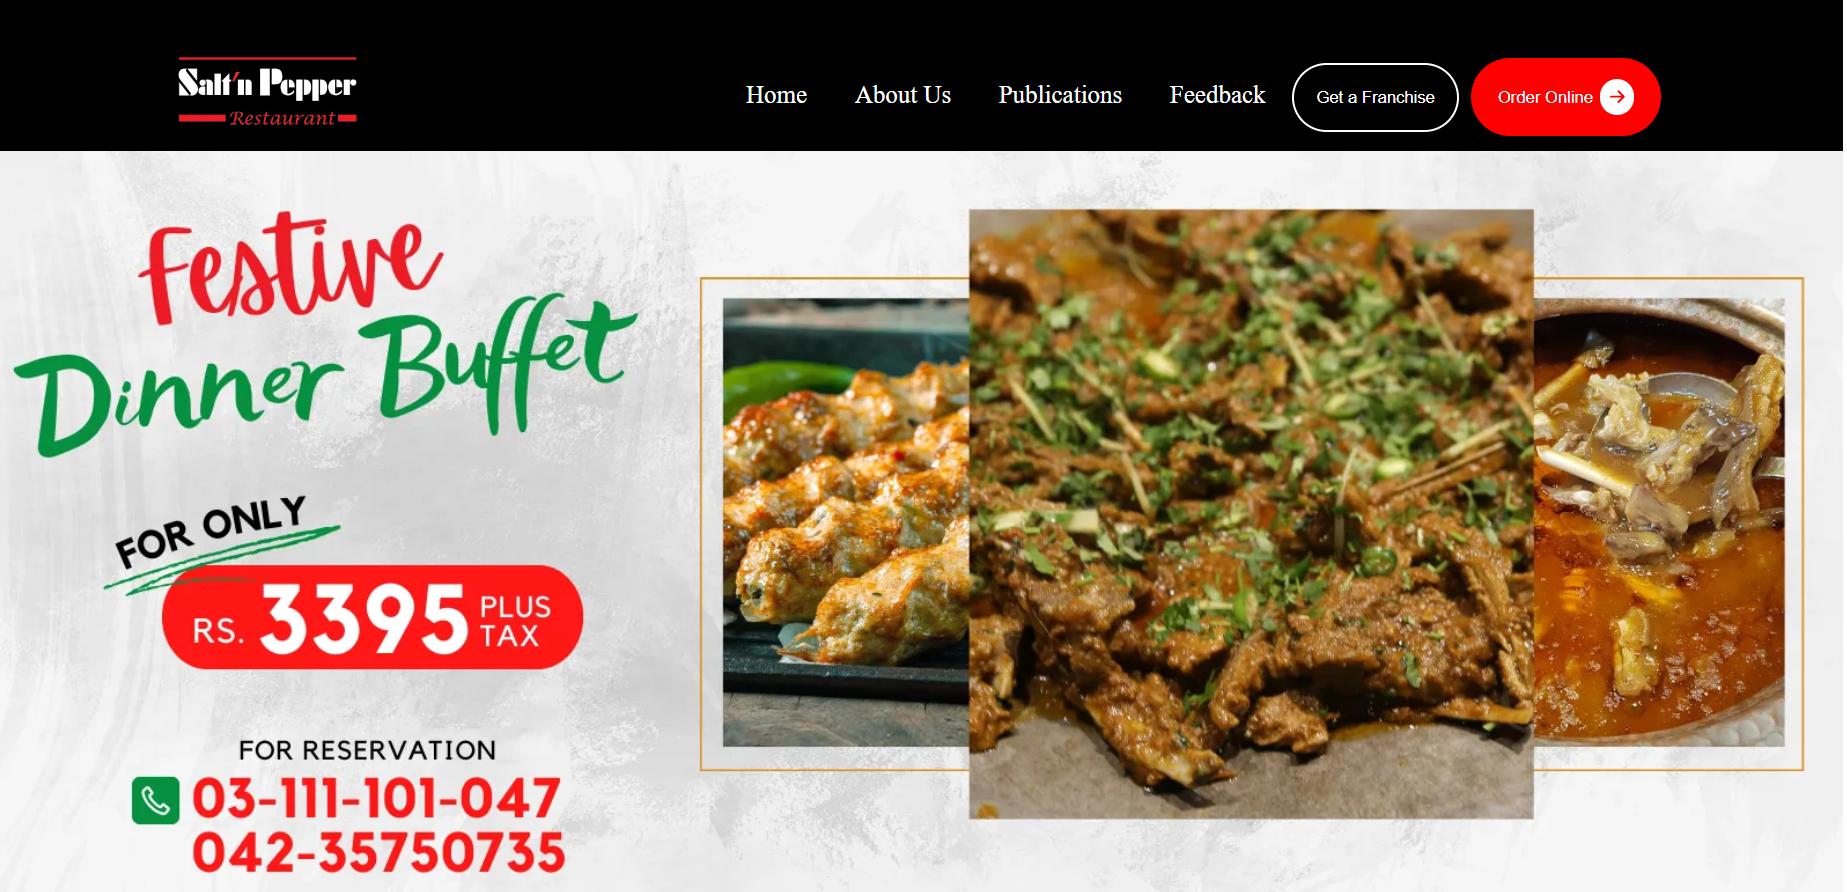 Salt'n Pepper
Restaurant
Home
About Us
Publications
Feedback
Get a Franchise
Order Online
Festive
Dinner Buffet
FOR ONLY
RS. 3395 PLUS
TAX
FOR RESERVATION
03-111-101-047
042-35750735